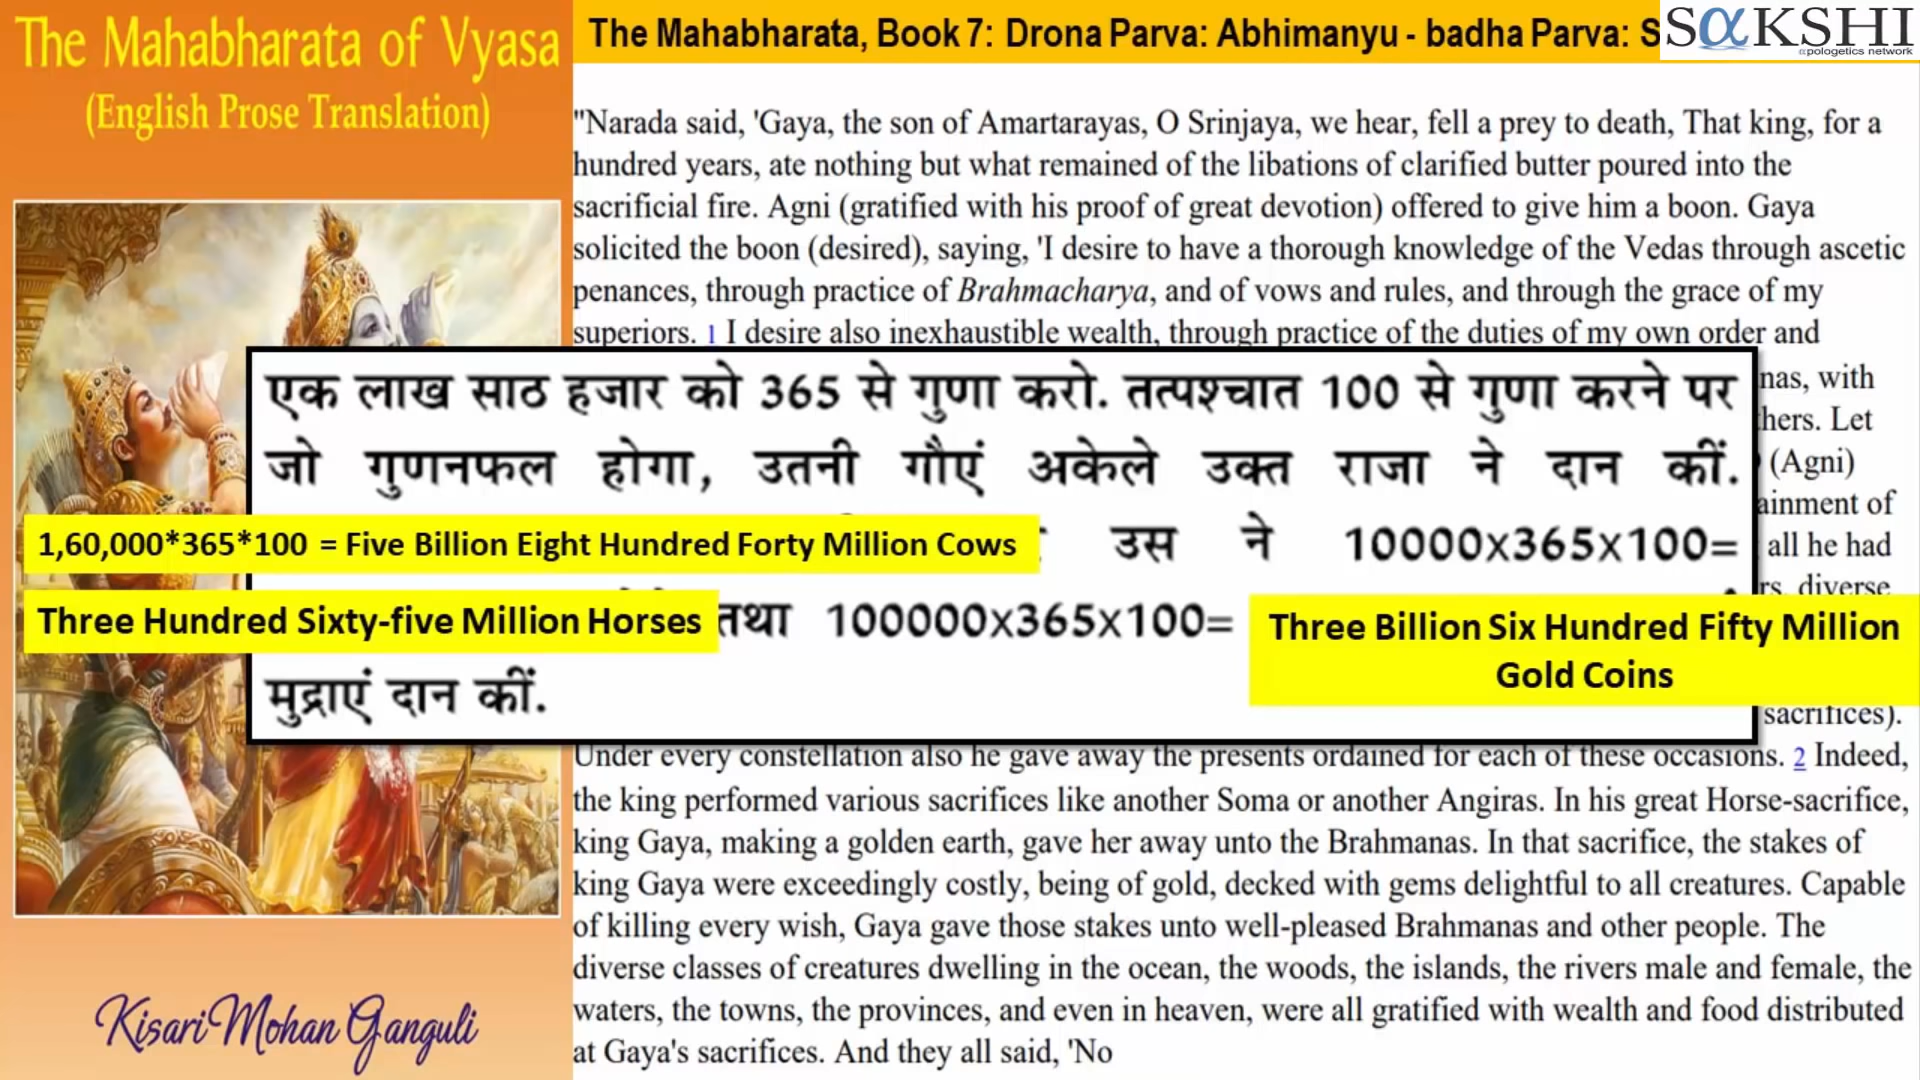 The Mahabharata of Vyasa
(English Prose Translation)
KisariMohan Ganguli
The Mahabharata, Book 7: Drona Parva: Abhimanyu - badha Parva: S
SαKSHI
αpologetics network
"Narada said, 'Gaya, the son of Amartarayas, O Srinjaya, we hear, fell a prey to death, That king, for a
hundred years, ate nothing but what remained of the libations of clarified butter poured into the
sacrificial fire. Agni (gratified with his proof of great devotion) offered to give him a boon. Gaya
solicited the boon (desired), saying, 'I desire to have a thorough knowledge of the Vedas through ascetic
penances, through practice of Brahmacharya, and of vows and rules, and through the grace of my
superiors. 1 I desire also inexhaustible wealth, through practice of the duties of my own order and
nas, with
hers. Let
(Agni)
ainment of
all he had
rs, diverse
sacrifices).
एक लाख साठ हजार को 365 से गुणा करो. तत्पश्चात 100 से गुणा करने पर
जो गुणनफल होगा, उतनी गौएं अकेले उक्त राजा ने दान कीं.
1,60,000*365*100 = Five Billion Eight Hundred Forty Million Cows
उस ने 10000x365x100=
Three Hundred Sixty-five Million Horses
तथा 100000x365x100=
Three Billion Six Hundred Fifty Million
Gold Coins
मुद्राएं दान कीं.
Under every constellation also he gave away the presents ordained for each of these occasions. 2 Indeed,
the king performed various sacrifices like another Soma or another Angiras. In his great Horse-sacrifice,
king Gaya, making a golden earth, gave her away unto the Brahmanas. In that sacrifice, the stakes of
king Gaya were exceedingly costly, being of gold, decked with gems delightful to all creatures. Capable
of killing every wish, Gaya gave those stakes unto well-pleased Brahmanas and other people. The
diverse classes of creatures dwelling in the ocean, the woods, the islands, the rivers male and female, the
waters, the towns, the provinces, and even in heaven, were all gratified with wealth and food distributed
at Gaya's sacrifices. And they all said, 'No